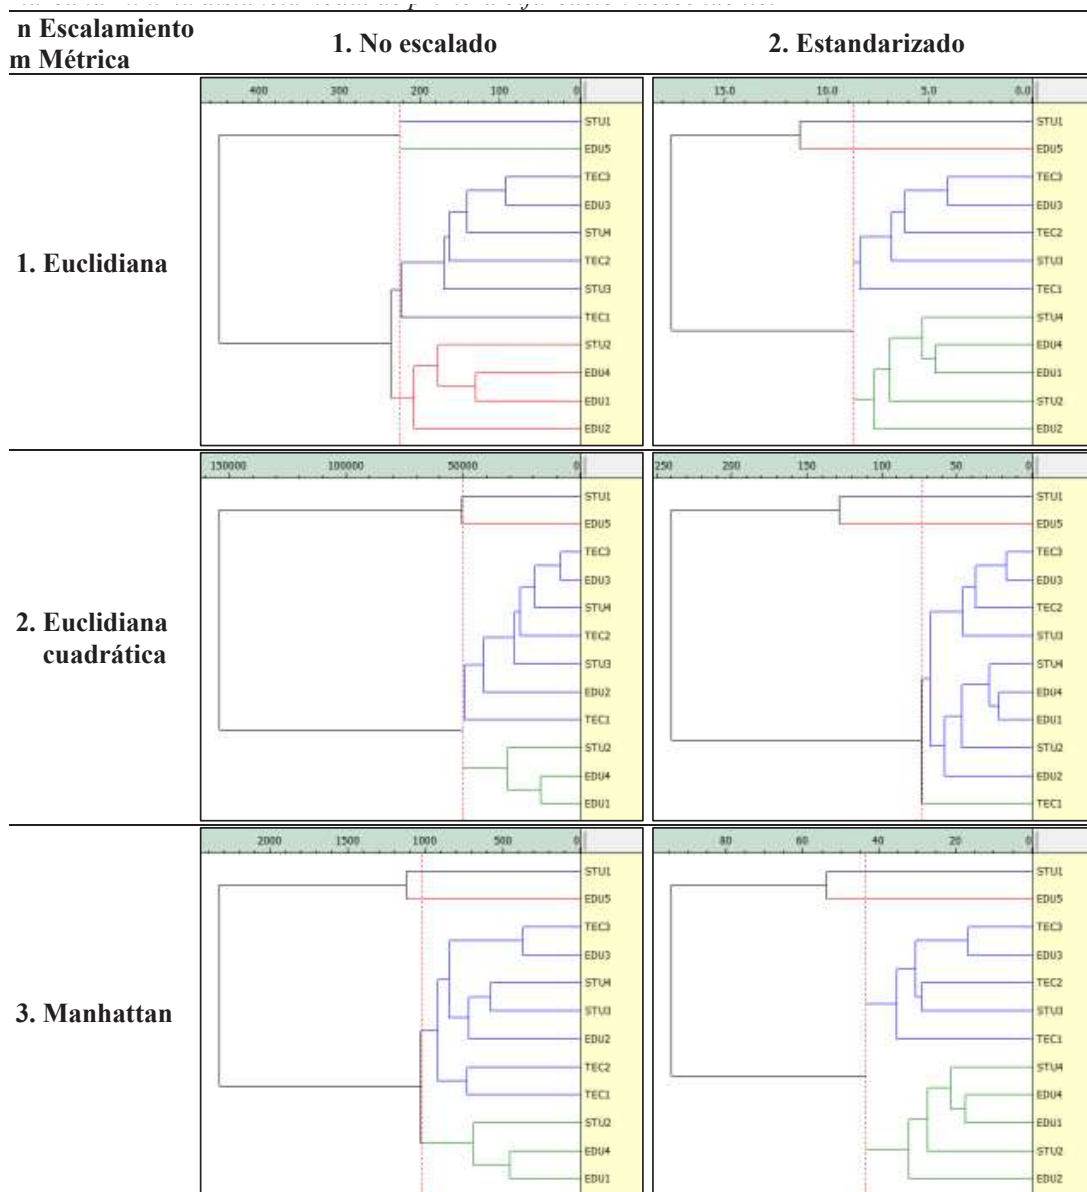 n Escalamiento
m Métrica
1. No escalado
2. Estandarizado
1. Euclidiana
400 300 200 100 0
STU1
EDU5
TEC3
EDU3
STU4
TEC2
STU3
TEC1
STU2
EDU4
EDU1
EDU2
15.0 10.0 5.0 0.0
STU1
EDU5
TEC3
EDU3
TEC2
STU3
TEC1
STU4
EDU4
EDU1
STU2
EDU2
2. Euclidiana
cuadrática
150000 100000 50000 0
STU1
EDU5
TEC3
EDU3
STU4
TEC2
STU3
EDU2
TEC1
STU2
EDU4
EDU1
250 200 150 100 50 0
STU1
EDU5
TEC3
EDU3
TEC2
STU3
STU4
EDU4
EDU1
STU2
EDU2
TEC1
3. Manhattan
2000 1500 1000 500 0
STU1
EDU5
TEC3
EDU3
STU4
STU3
EDU2
TEC2
TEC1
STU2
EDU4
EDU1
80 60 40 20 0
STU1
EDU5
TEC3
EDU3
TEC2
STU3
TEC1
STU4
EDU4
EDU1
STU2
EDU2